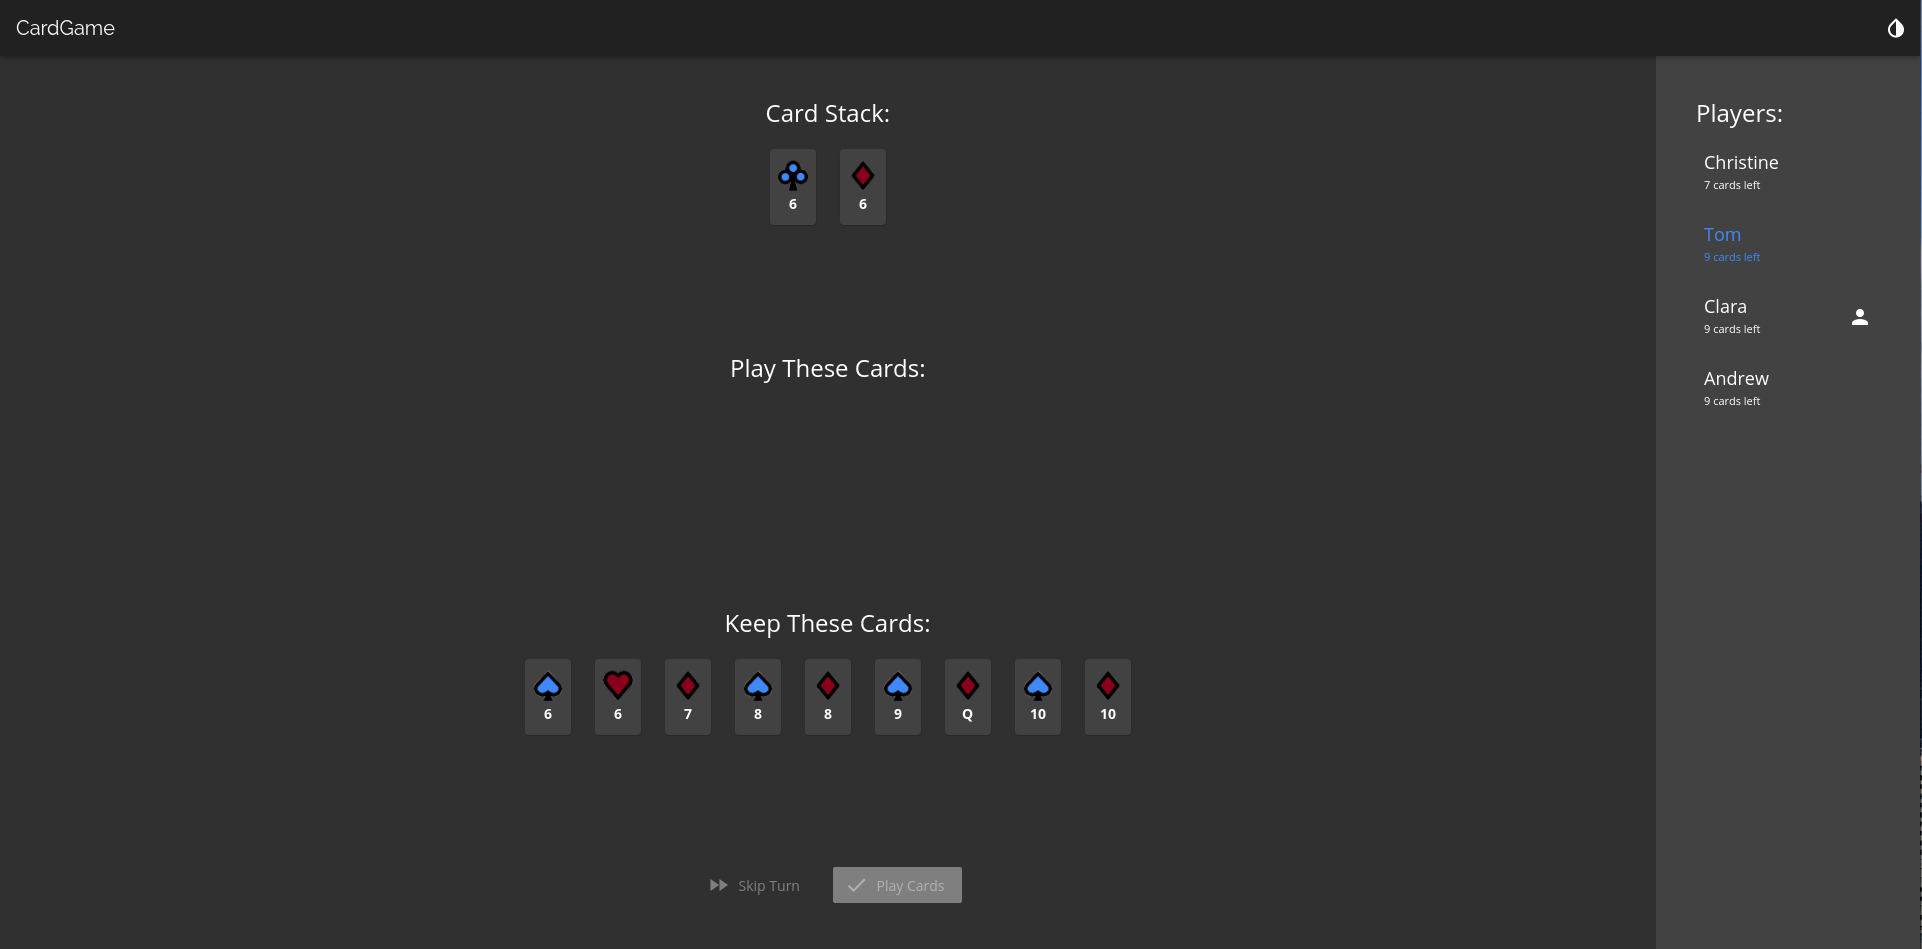 CardGame
Card Stack:
6 6
Play These Cards:
Keep These Cards:
6 6 7 8 8 9 Q 10 10
Skip Turn Play Cards
Players:
Christine
7 cards left
Tom
9 cards left
Clara
9 cards left
Andrew
9 cards left